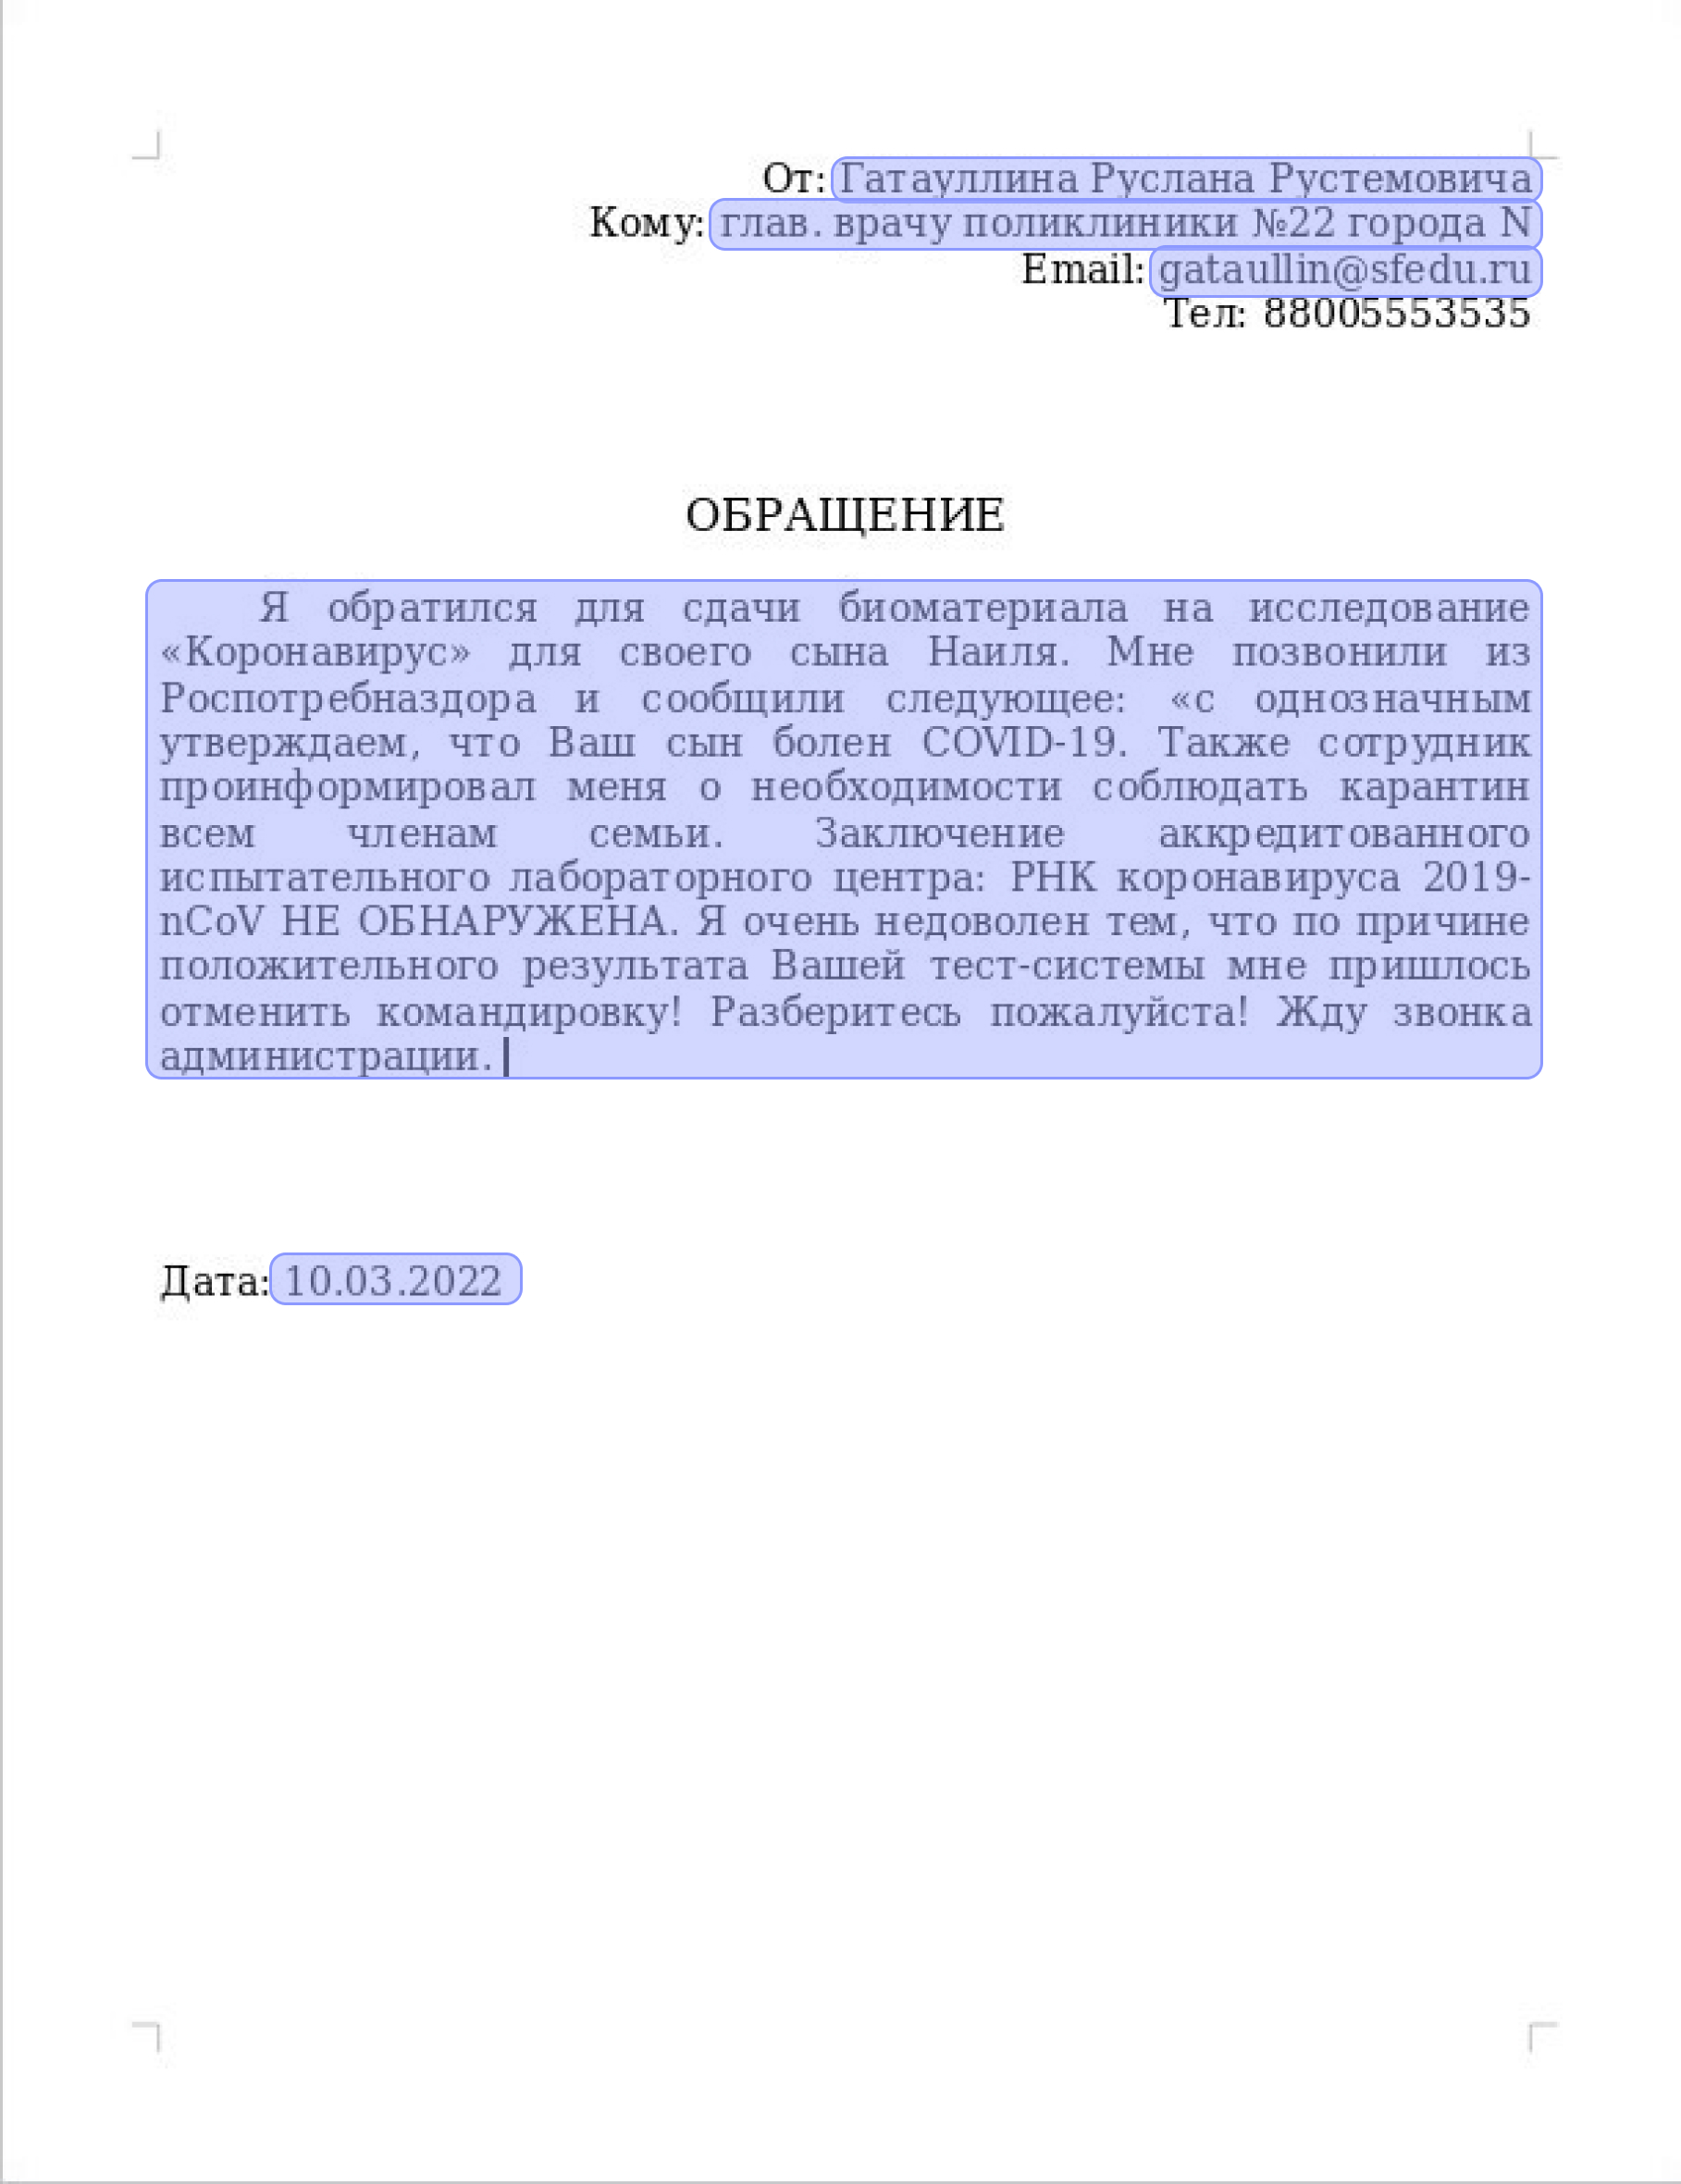 От: Гатауллина Руслана Рустемовича
Кому: глав. врачу поликлиники №22 города N
Email: gataullin@sfedu.ru
Тел: 88005553535
ОБРАЩЕНИЕ
Я обратился для сдачи биоматериала на исследование
«Коронавирус» для своего сына Наиля. Мне позвонили из
Роспотребназдора и сообщили следующее: «с однозначным
утверждаем, что Ваш сын болен COVID-19. Также сотрудник
проинформировал меня о необходимости соблюдать карантин
всем членам семьи. Заключение аккредитованного
испытательного лабораторного центра: РНК коронавируса 2019-
nCoV НЕ ОБНАРУЖЕНА. Я очень недоволен тем, что по причине
положительного результата Вашей тест-системы мне пришлось
отменить командировку! Разберитесь пожалуйста! Жду звонка
администрации.
Дата: 10.03.2022